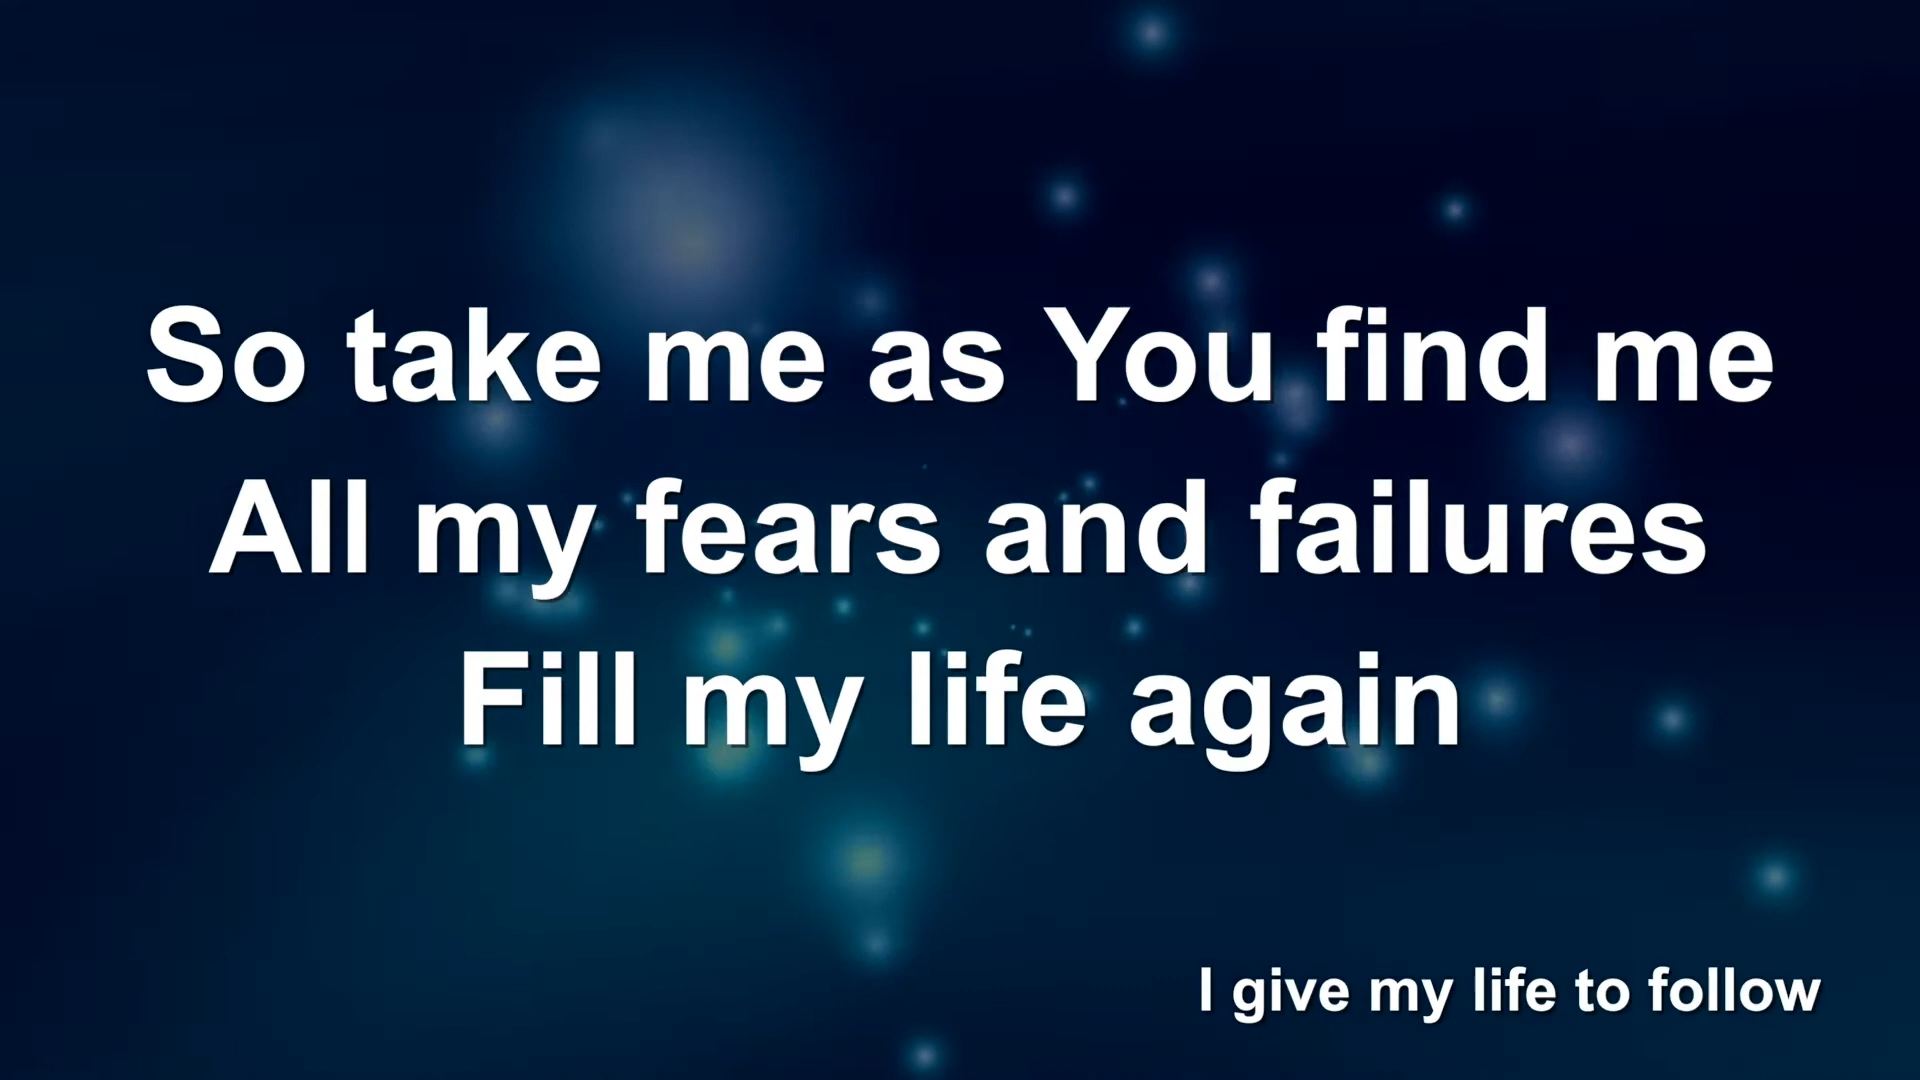 So take me as You find me
All my fears and failures
Fill my life again
I give my life to follow